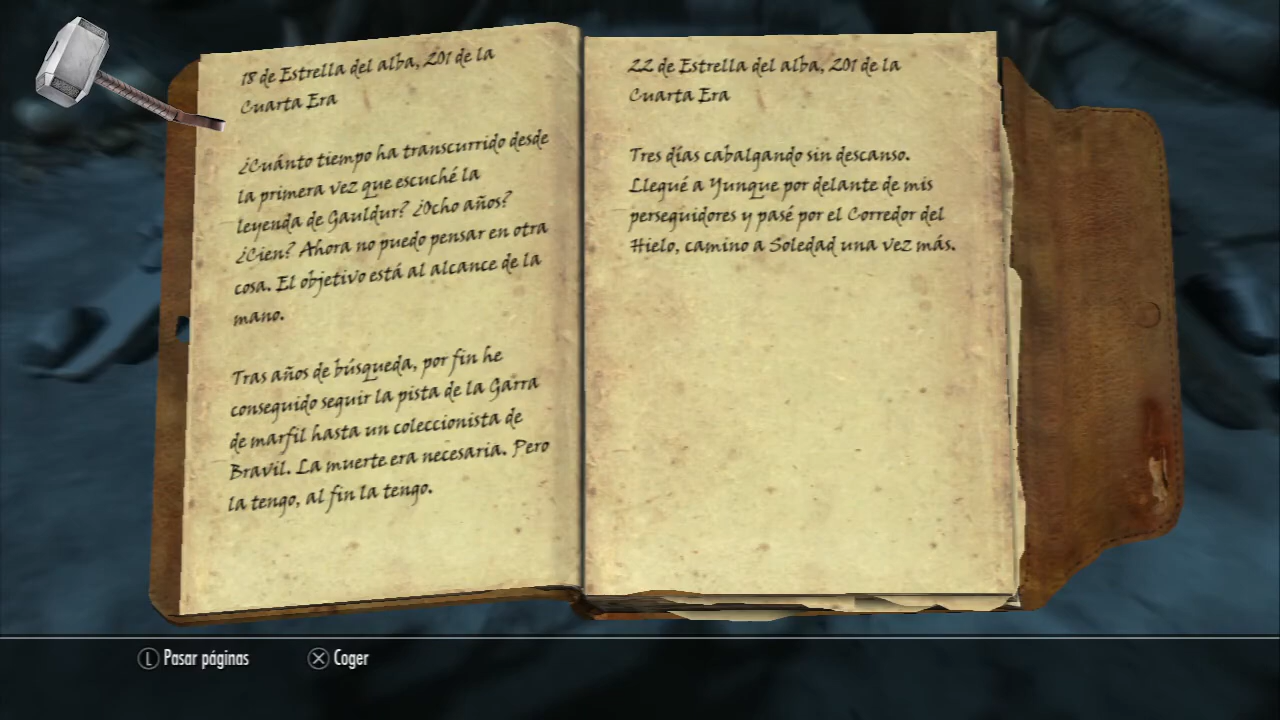 18 de Estrella del alba, 201 de la
Cuarta Era
¿Cuánto tiempo ha transcurrido desde
la primera vez que escuché la
leyenda de Gauldur? ¿Ocho años?
¿Cien? Ahora no puedo pensar en otra
cosa. El objetivo está al alcance de la
mano.
Tras años de búsqueda, por fin he
conseguido seguir la pista de la Garra
de marfil hasta un coleccionista de
Bravil. La muerte era necesaria. Pero
la tengo, al fin la tengo.
22 de Estrella del alba, 201 de la
Cuarta Era
Tres días cabalgando sin descanso.
Llegué a Yunque por delante de mis
perseguidores y pasé por el Corredor del
Hielo, camino a Soledad una vez más.
L Pasar páginas
X Coger